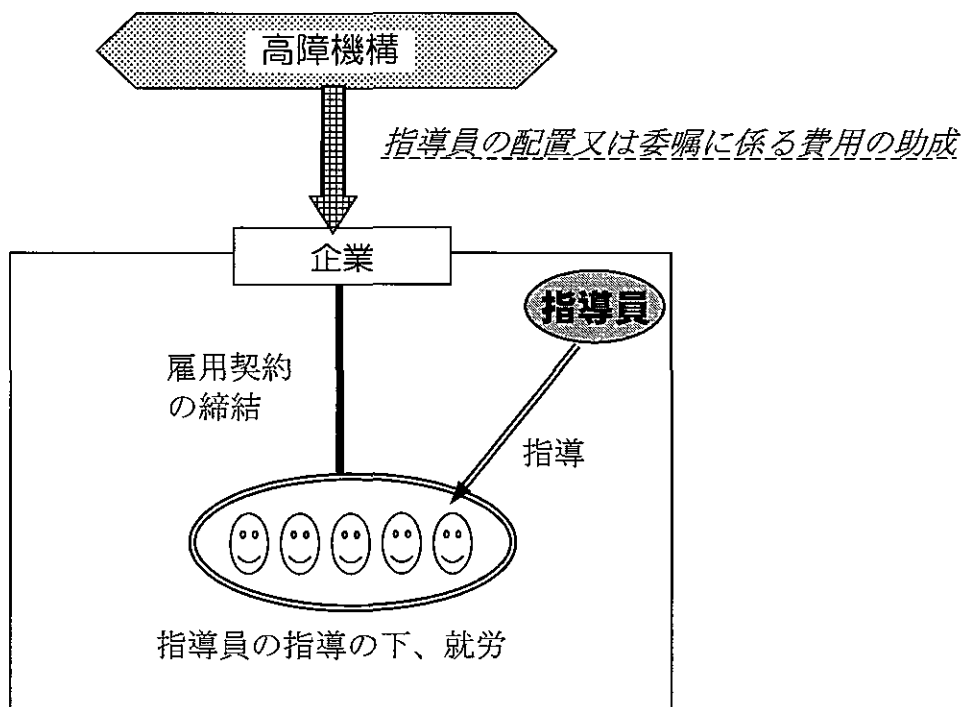 高障機構
指導員の配置又は委嘱に係る費用の助成
企業
指導員
雇用契約
の締結
指導
指導員の指導の下、就労